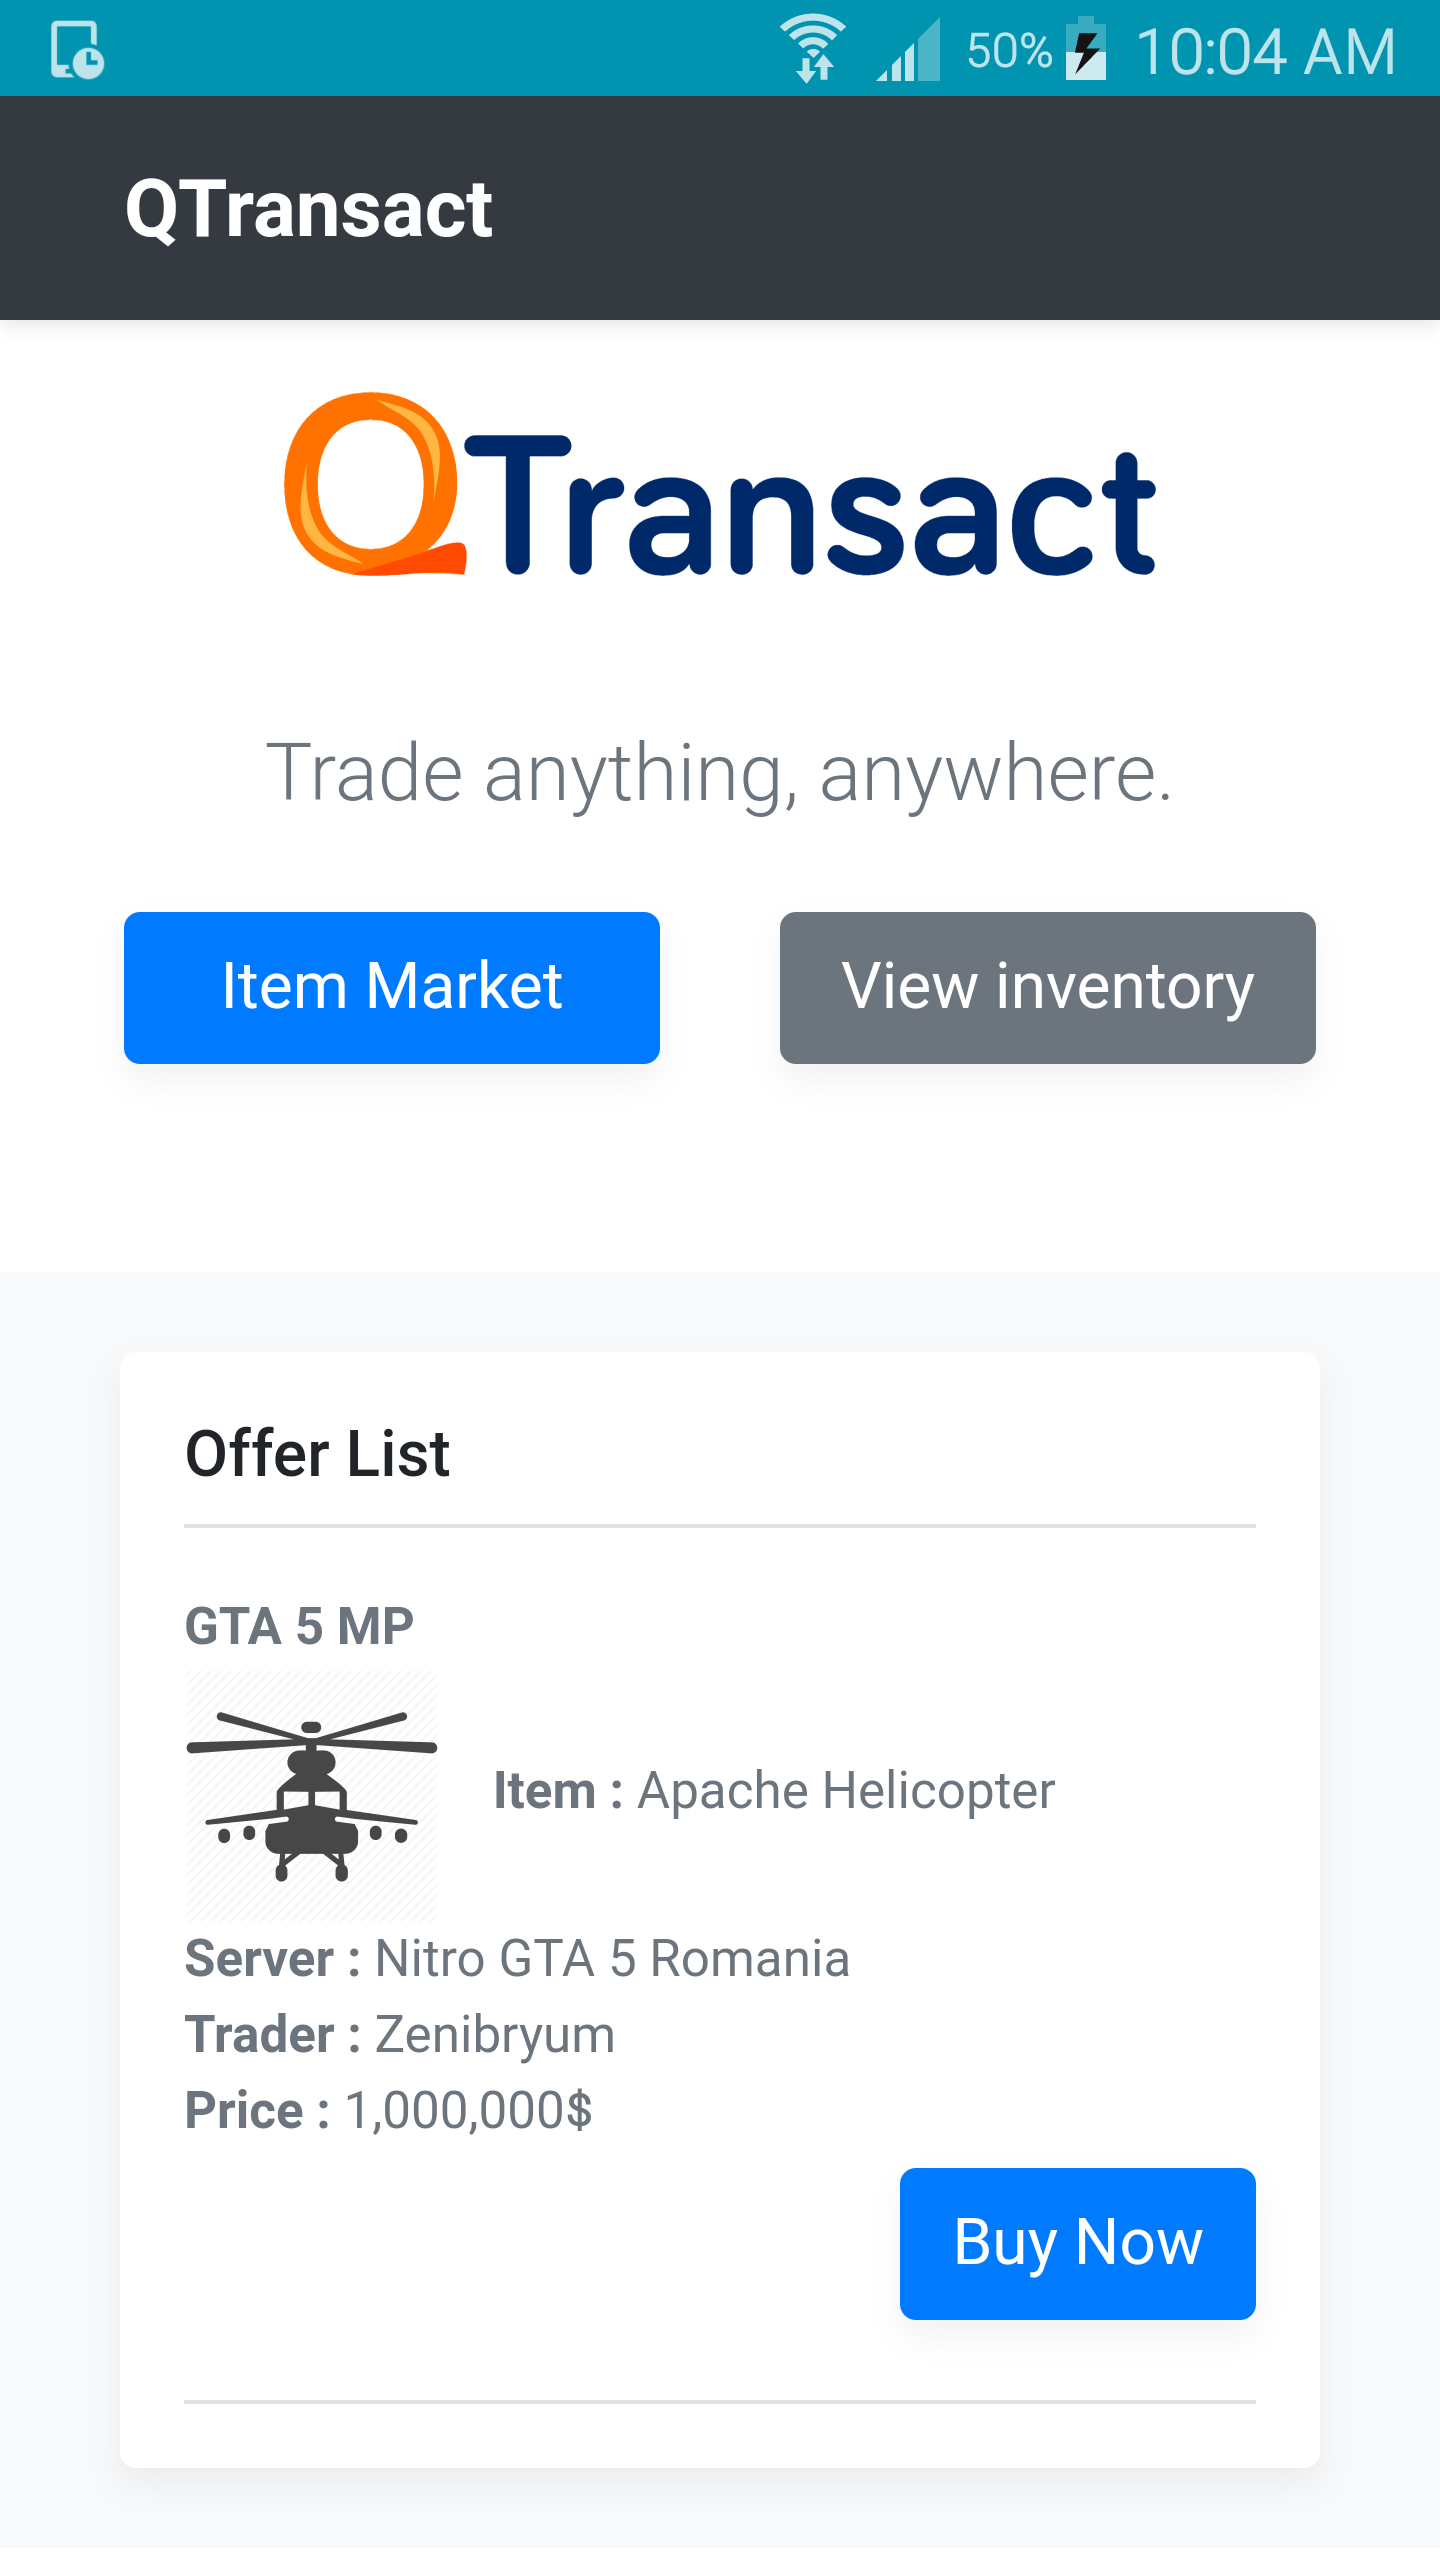 50% 10:04 AM
QTransact
QTransact
Trade anything, anywhere.
Item Market
View inventory
Offer List
GTA 5 MP
Item : Apache Helicopter
Server : Nitro GTA 5 Romania
Trader : Zenibryum
Price : 1,000,000$
Buy Now